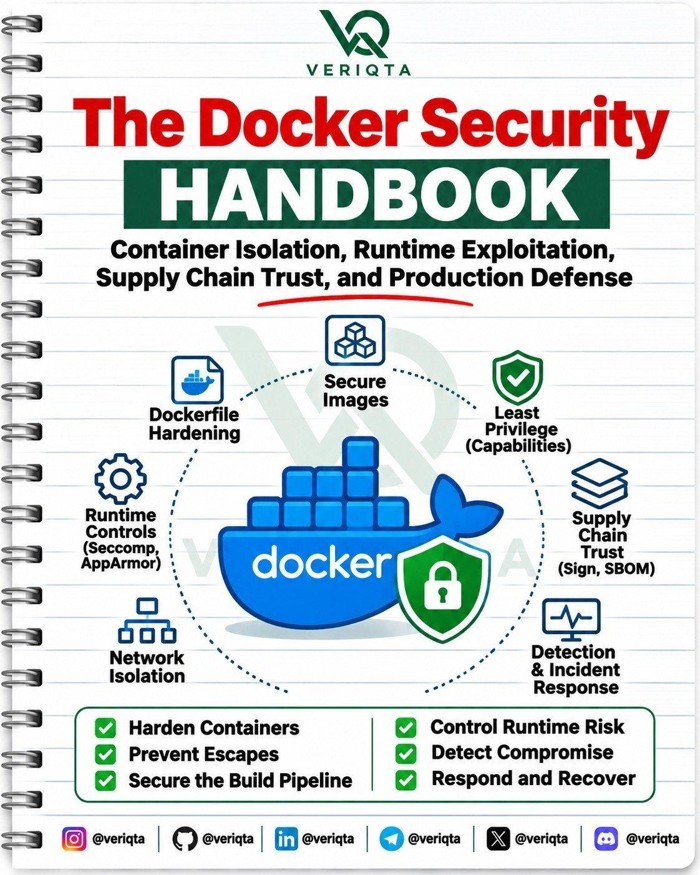 VERIQTA
The Docker Security
HANDBOOK
Container Isolation, Runtime Exploitation,
Supply Chain Trust, and Production Defense
Secure
Images
Dockerfile
Hardening
Least
Privilege
(Capabilities)
Runtime
Controls
(Seccomp,
AppArmor)
Supply
Chain
Trust
(Sign, SBOM)
docker
Network
Isolation
Detection
& Incident
Response
Harden Containers
Prevent Escapes
Secure the Build Pipeline
Control Runtime Risk
Detect Compromise
Respond and Recover
@veriqta
@veriqta
@veriqta
@veriqta
@veriqta
@veriqta